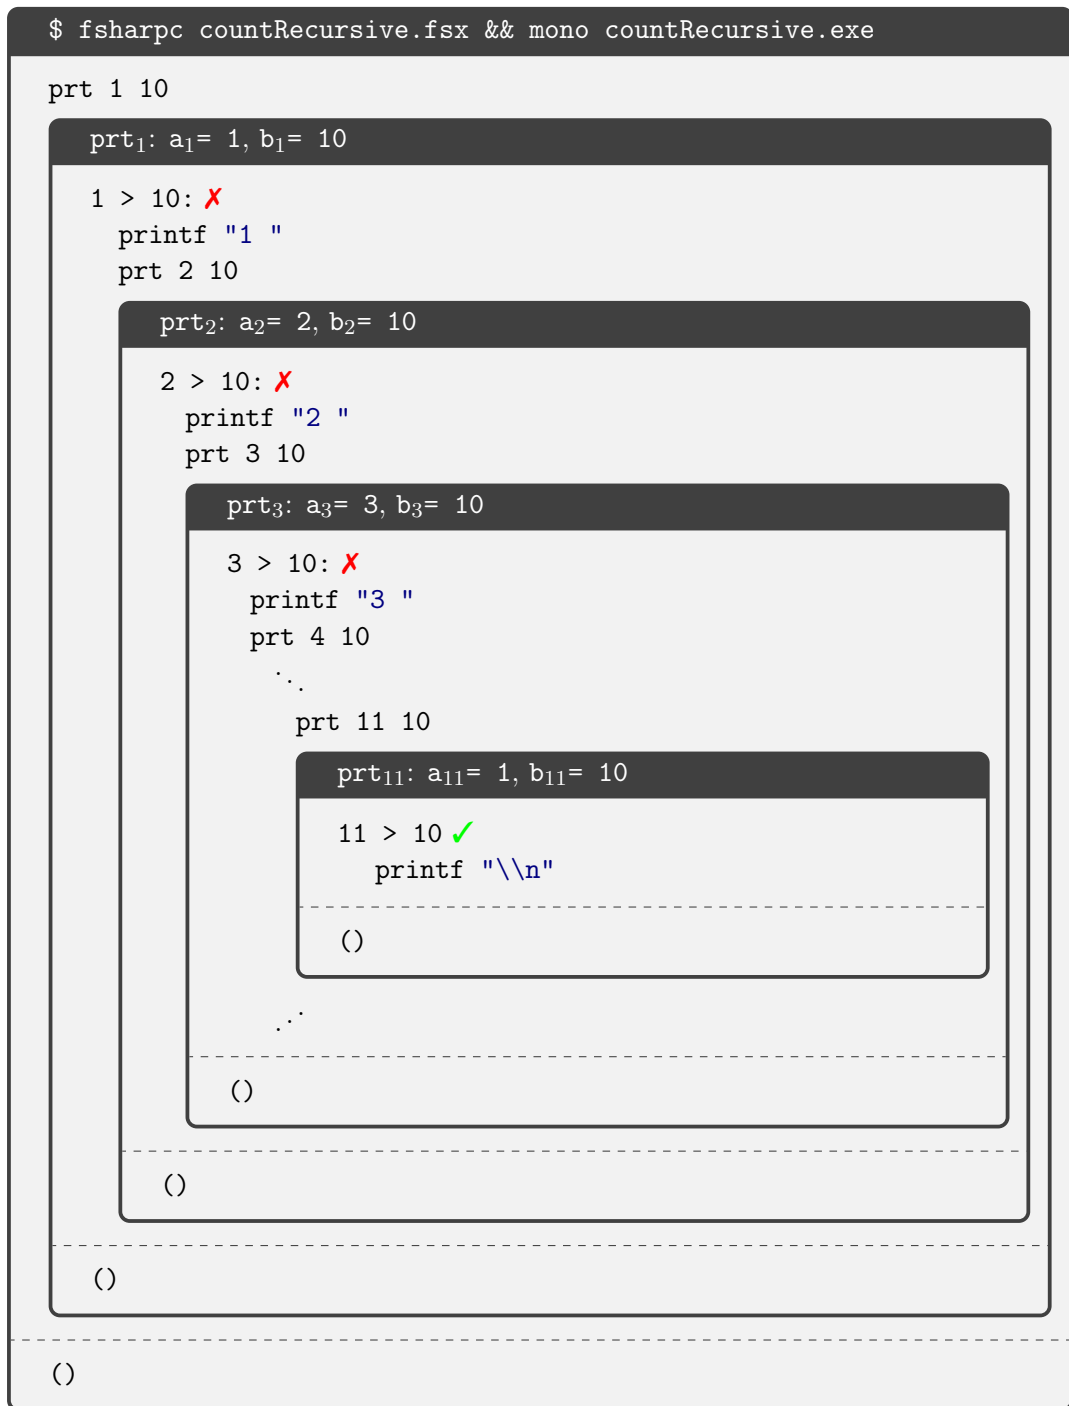 $ fsharpc countRecursive.fsx && mono countRecursive.exe
prt 1 10
prt₁: a₁= 1, b₁= 10
1 > 10: ✗
printf "1 "
prt 2 10
prt₂: a₂= 2, b₂= 10
2 > 10: ✗
printf "2 "
prt 3 10
prt₃: a₃= 3, b₃= 10
3 > 10: ✗
printf "3 "
prt 4 10
⋱
prt 11 10
prt₁₁: a₁₁= 1, b₁₁= 10
11 > 10 ✓
printf "\\n"
()
⋰
()
()
()
()